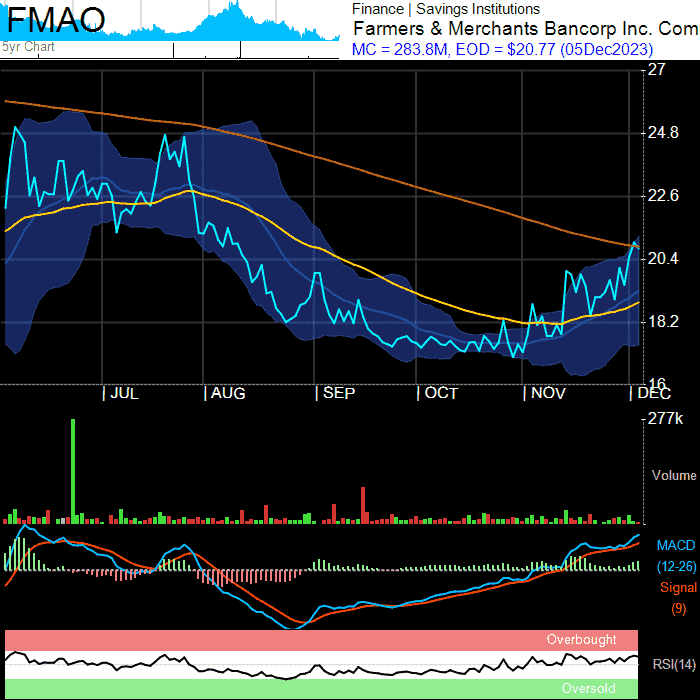 FMAO
5yr Chart
Finance | Savings Institutions
Farmers & Merchants Bancorp Inc. Com
MC = 283.8M, EOD = $20.77 (05Dec2023)
27
24.8
22.6
20.4
18.2
16
| JUL | AUG | SEP | OCT | NOV | DEC
277k
Volume
MACD
(12-26)
Signal
(9)
Overbought
RSI(14)
Oversold